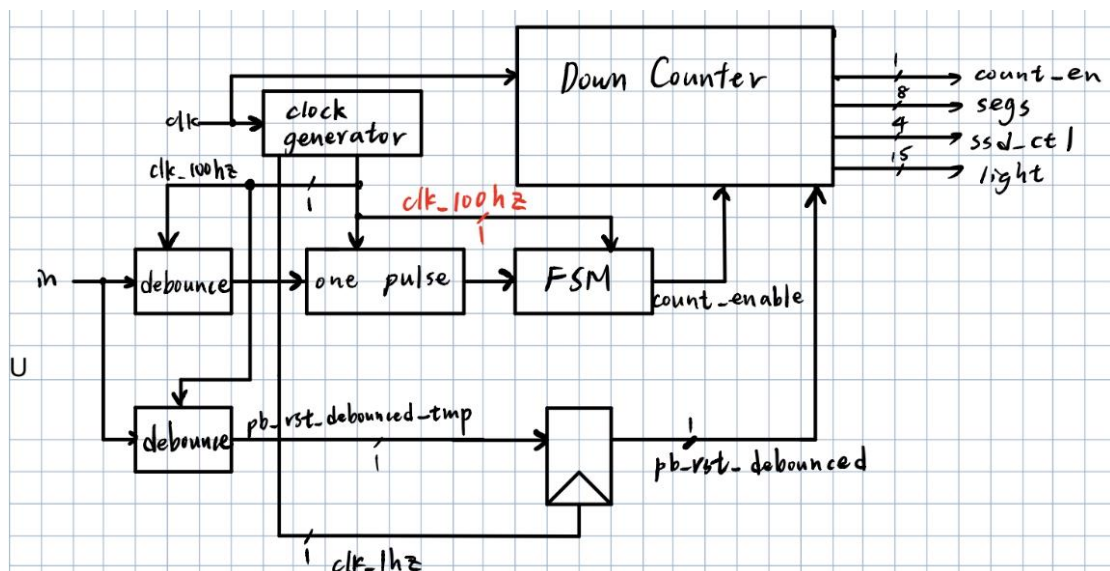 Down Counter
1
count_en
8
segs
4
ssd_ctl
15
light
clk
clock
generator
clk_100hz
1
clk_100hz
1
in
debounce
one pulse
FSM
count_enable
U
debounce
pb_rst_debounced_tmp
1
1
pb_rst_debounced
1
clk_1hz